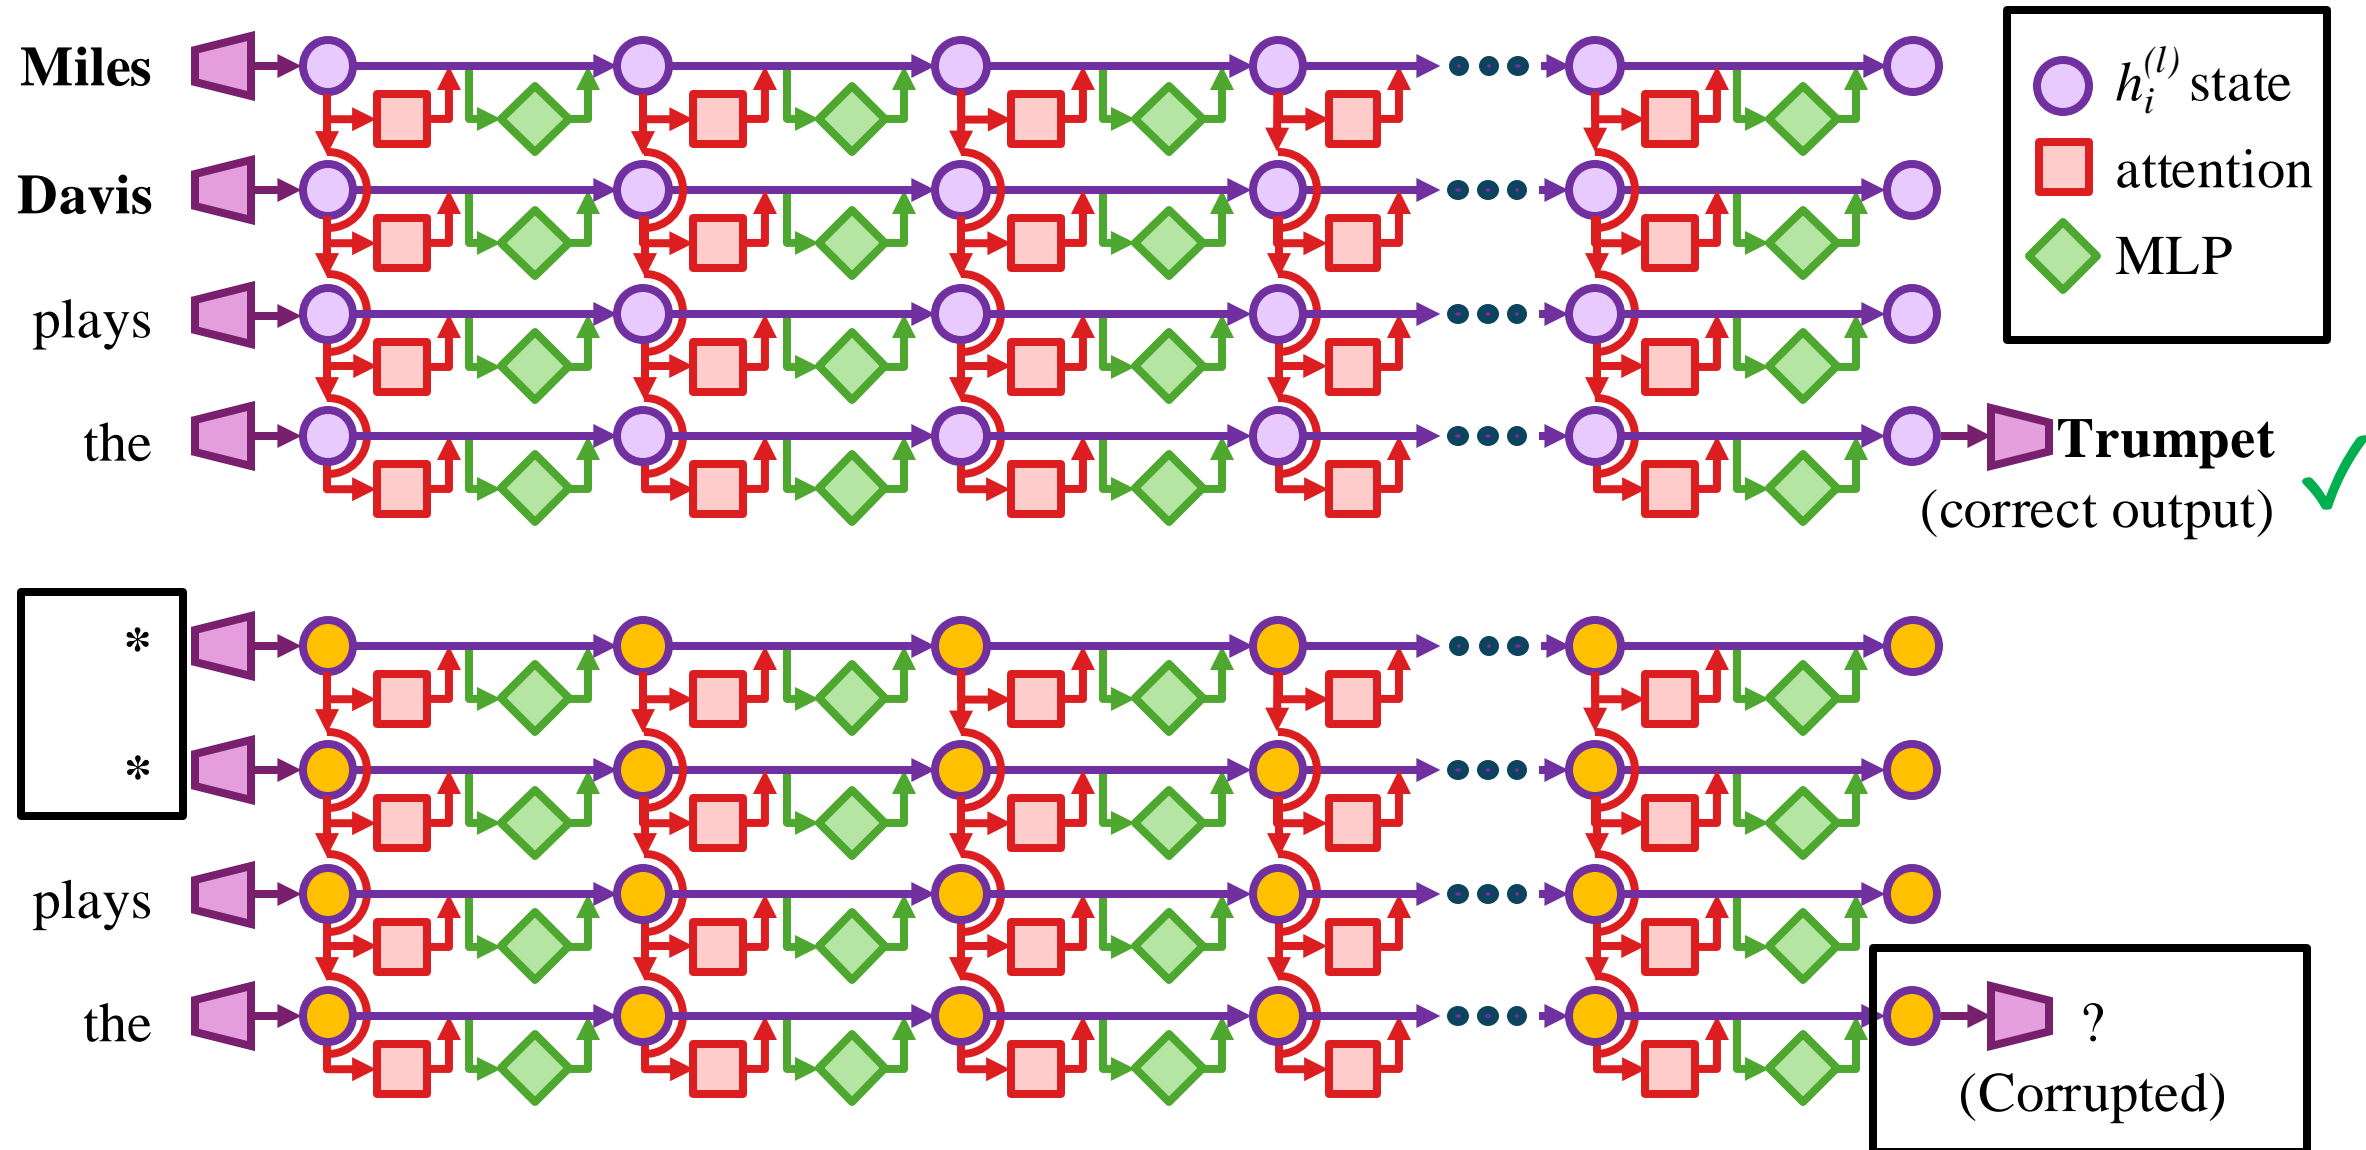 Miles
Davis
plays
the
Trumpet
(correct output)
h_i^{(l)} state
attention
MLP
*
*
plays
the
?
(Corrupted)